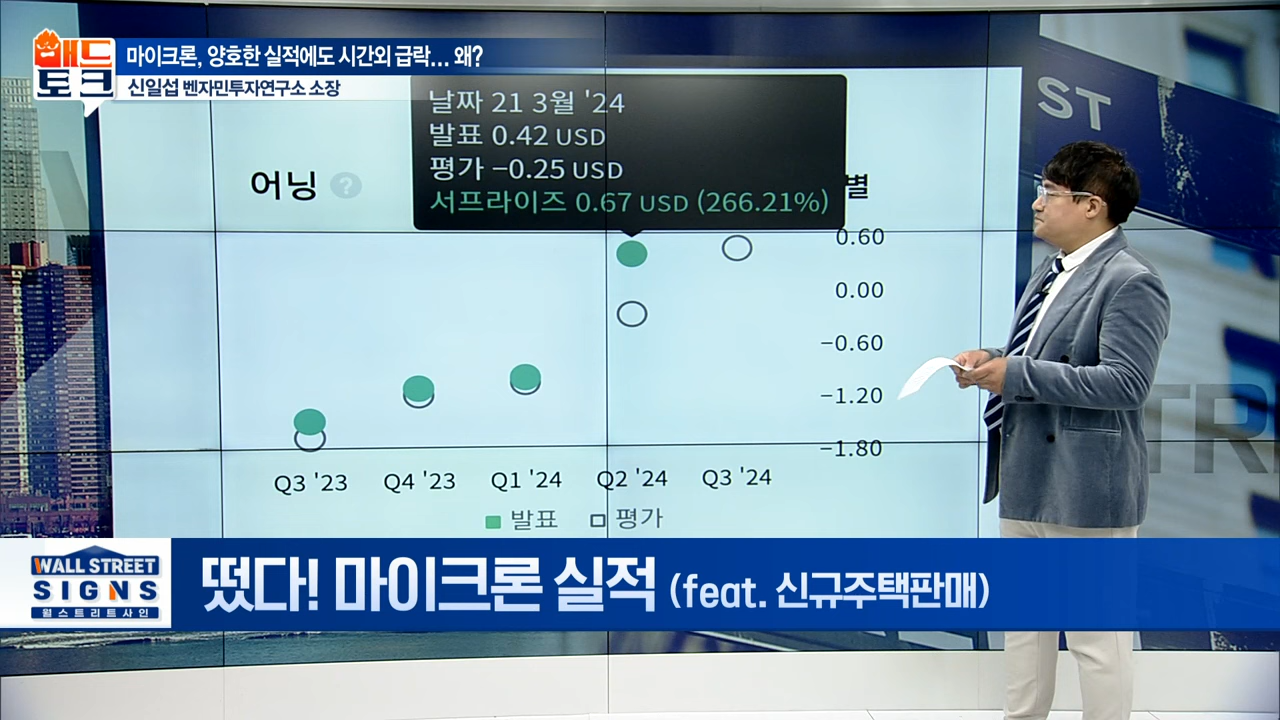 매드
토크
마이크론, 양호한 실적에도 시간외 급락... 왜?
신일섭 벤자민투자연구소 소장
날짜 21 3월 '24
발표 0.42 USD
평가 −0.25 USD
서프라이즈 0.67 USD (266.21%)
어닝 ?
별
0.60
0.00
−0.60
−1.20
−1.80
Q3 '23 Q4 '23 Q1 '24 Q2 '24 Q3 '24
발표 평가
ST
TR
WALL STREET
SIGNS
월스트리트사인
떴다! 마이크론 실적 (feat. 신규주택판매)